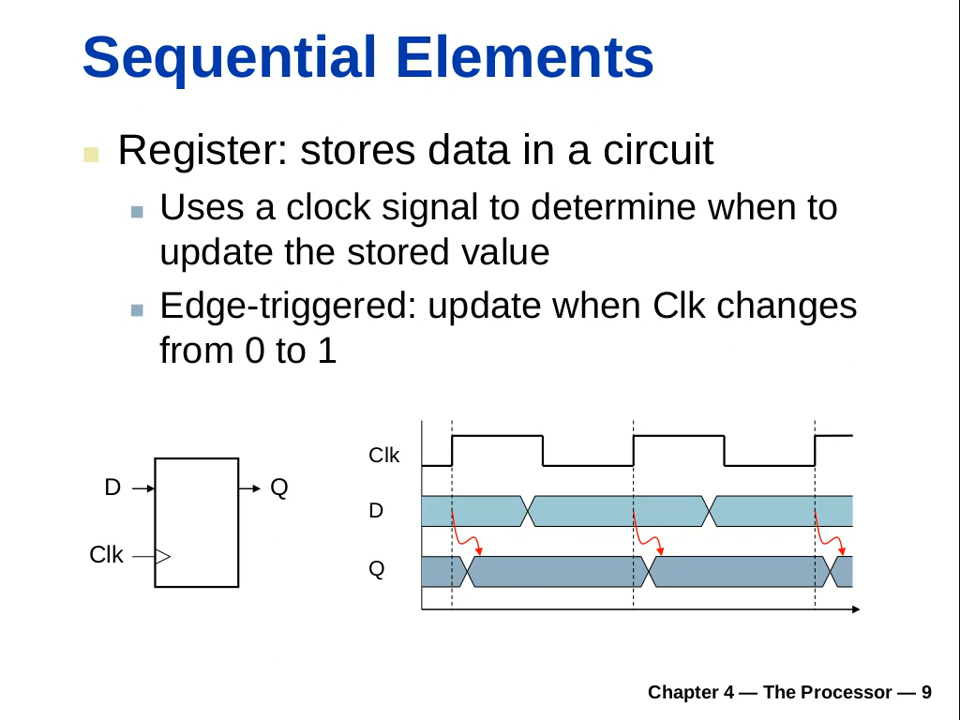 Sequential Elements
Register: stores data in a circuit
Uses a clock signal to determine when to
update the stored value
Edge-triggered: update when Clk changes
from 0 to 1
D
Q
Clk
Clk
D
Q
Chapter 4 — The Processor — 9